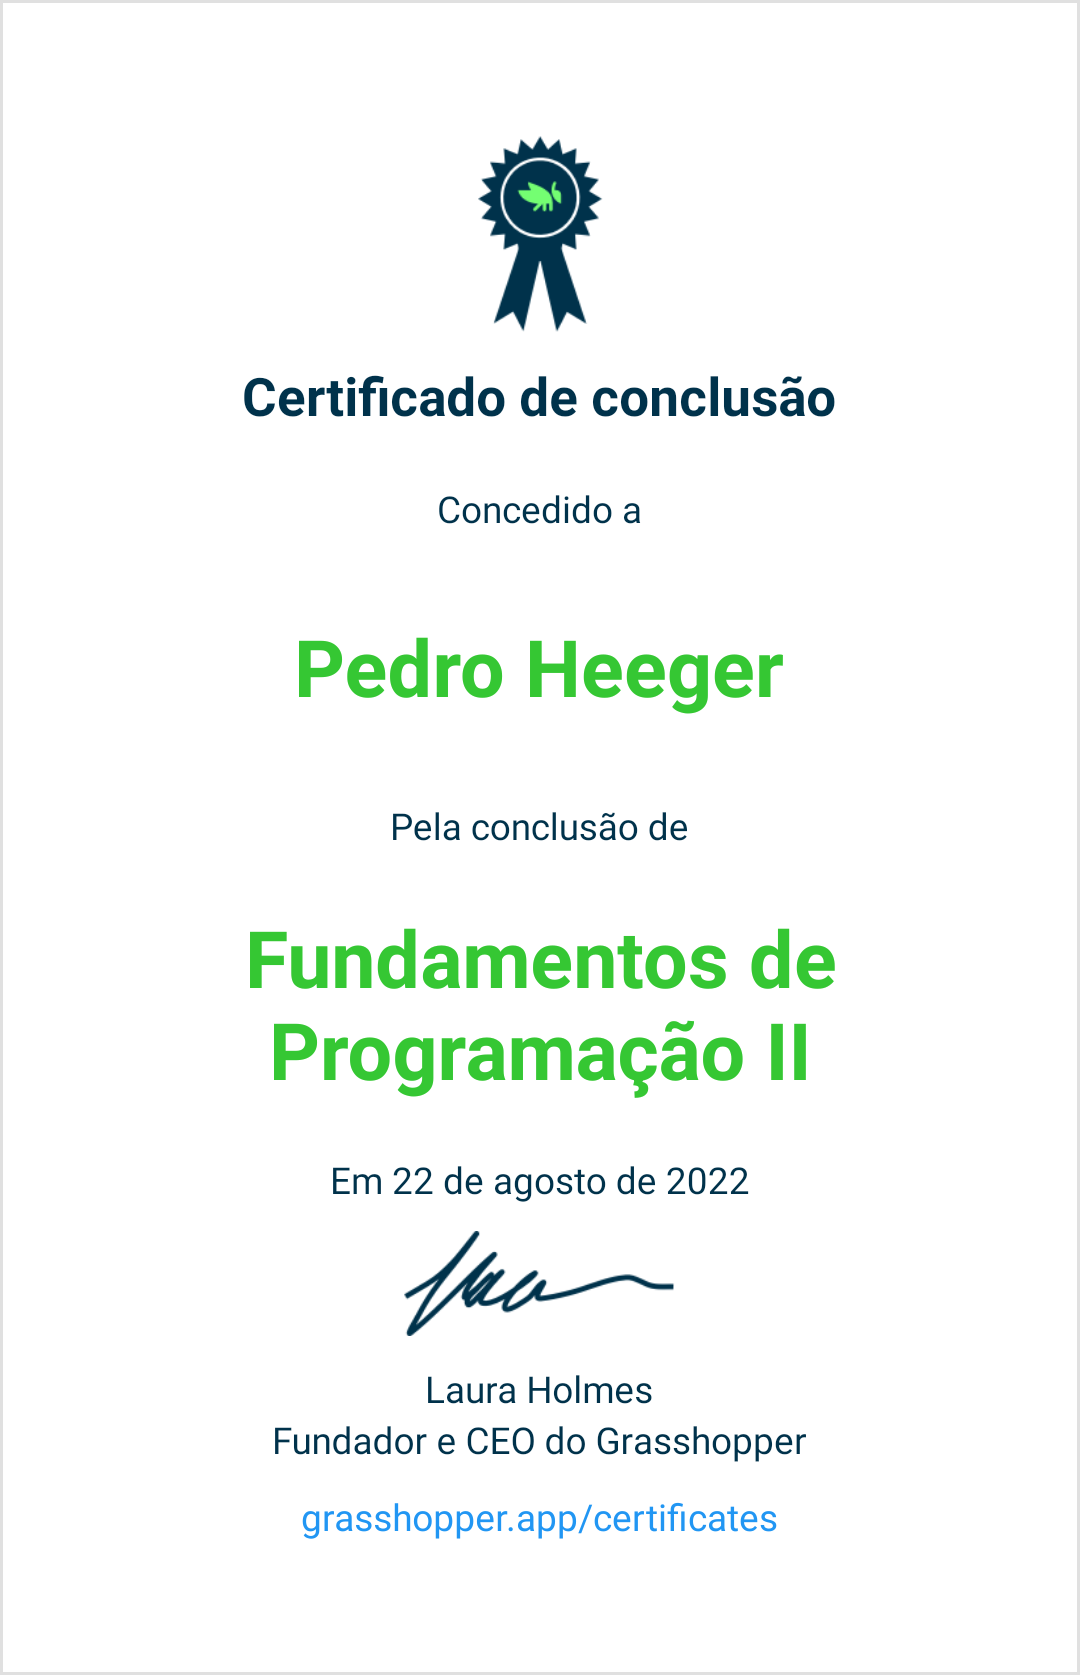 Certificado de conclusão
Concedido a
Pedro Heeger
Pela conclusão de
Fundamentos de
Programação II
Em 22 de agosto de 2022
Laura Holmes
Fundador e CEO do Grasshopper
grasshopper.app/certificates